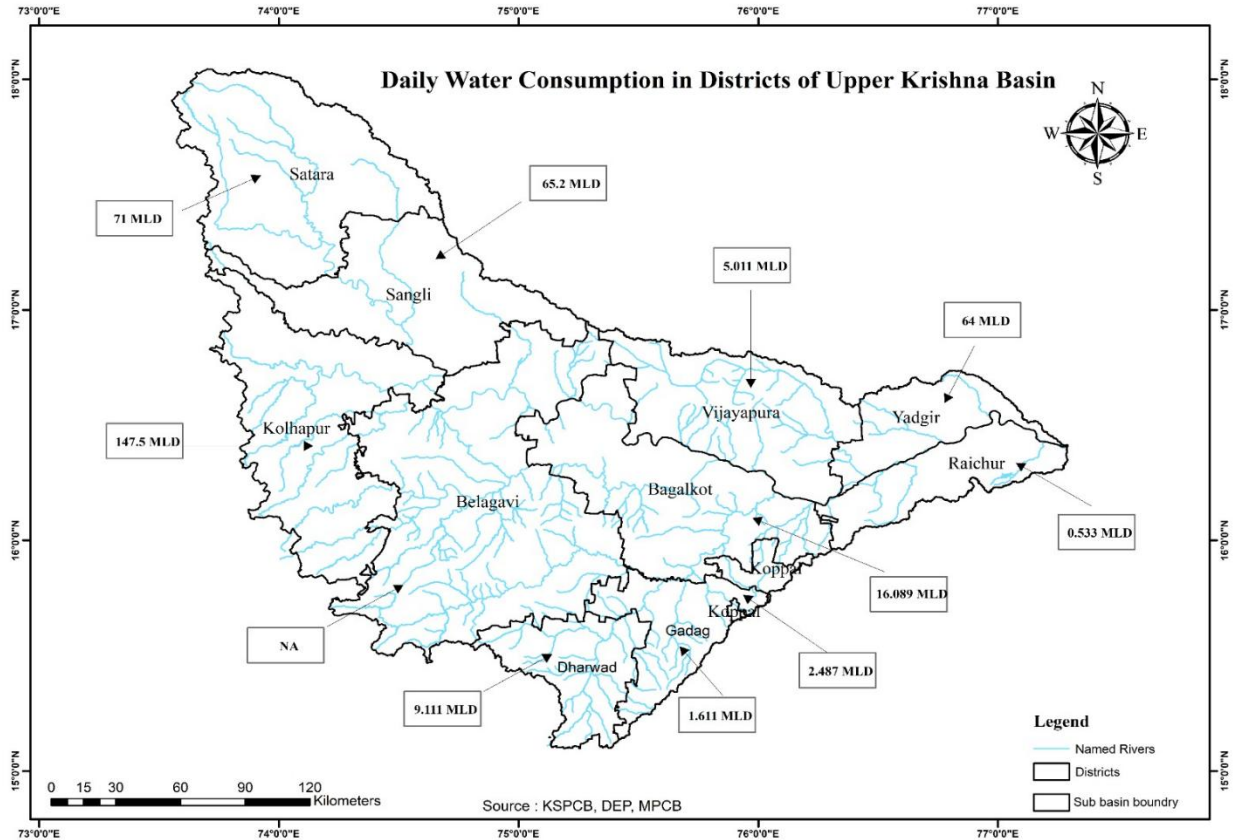 73°0'0"E 74°0'0"E 75°0'0"E 76°0'0"E 77°0'0"E
18°0'0"N
18°0'0"N
Daily Water Consumption in Districts of Upper Krishna Basin
N
W
E
S
Satara
65.2 MLD
71 MLD
5.011 MLD
Sangli
17°0'0"N
17°0'0"N
64 MLD
Vijayapura
Yadgir
Kolhapur
147.5 MLD
Raichur
Bagalkot
Belagavi
0.533 MLD
16°0'0"N
16°0'0"N
Koppal
16.089 MLD
Koppal
NA
Gadag
2.487 MLD
Dharwad
9.111 MLD
1.611 MLD
Legend
Named Rivers
Districts
Sub basin boundry
15°0'0"N
15°0'0"N
0 15 30 60 90 120
Kilometers
Source : KSPCB, DEP, MPCB
73°0'0"E 74°0'0"E 75°0'0"E 76°0'0"E 77°0'0"E